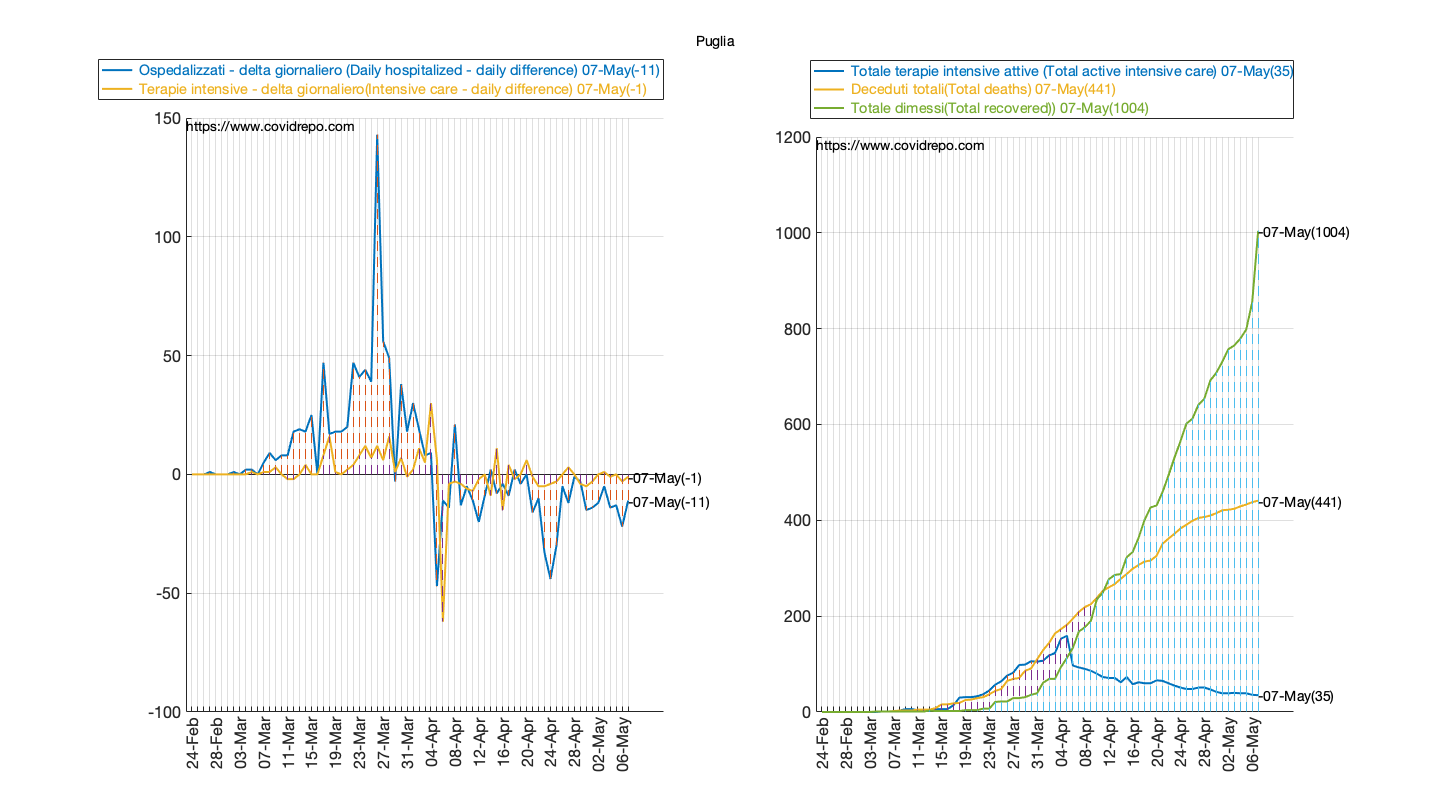 Puglia
Ospedalizzati - delta giornaliero (Daily hospitalized - daily difference) 07-May(-11)
Terapie intensive - delta giornaliero(Intensive care - daily difference) 07-May(-1)
https://www.covidrepo.com
150
100
50
0
-50
-100
-07-May(-1)
-07-May(-11)
24-Feb
28-Feb
03-Mar
07-Mar
11-Mar
15-Mar
19-Mar
23-Mar
27-Mar
31-Mar
04-Apr
08-Apr
12-Apr
16-Apr
20-Apr
24-Apr
28-Apr
02-May
06-May
Totale terapie intensive attive (Total active intensive care) 07-May(35)
Deceduti totali(Total deaths) 07-May(441)
Totale dimessi(Total recovered)) 07-May(1004)
https://www.covidrepo.com
1200
1000
800
600
400
200
0
-07-May(1004)
-07-May(441)
-07-May(35)
24-Feb
28-Feb
03-Mar
07-Mar
11-Mar
15-Mar
19-Mar
23-Mar
27-Mar
31-Mar
04-Apr
08-Apr
12-Apr
16-Apr
20-Apr
24-Apr
28-Apr
02-May
06-May